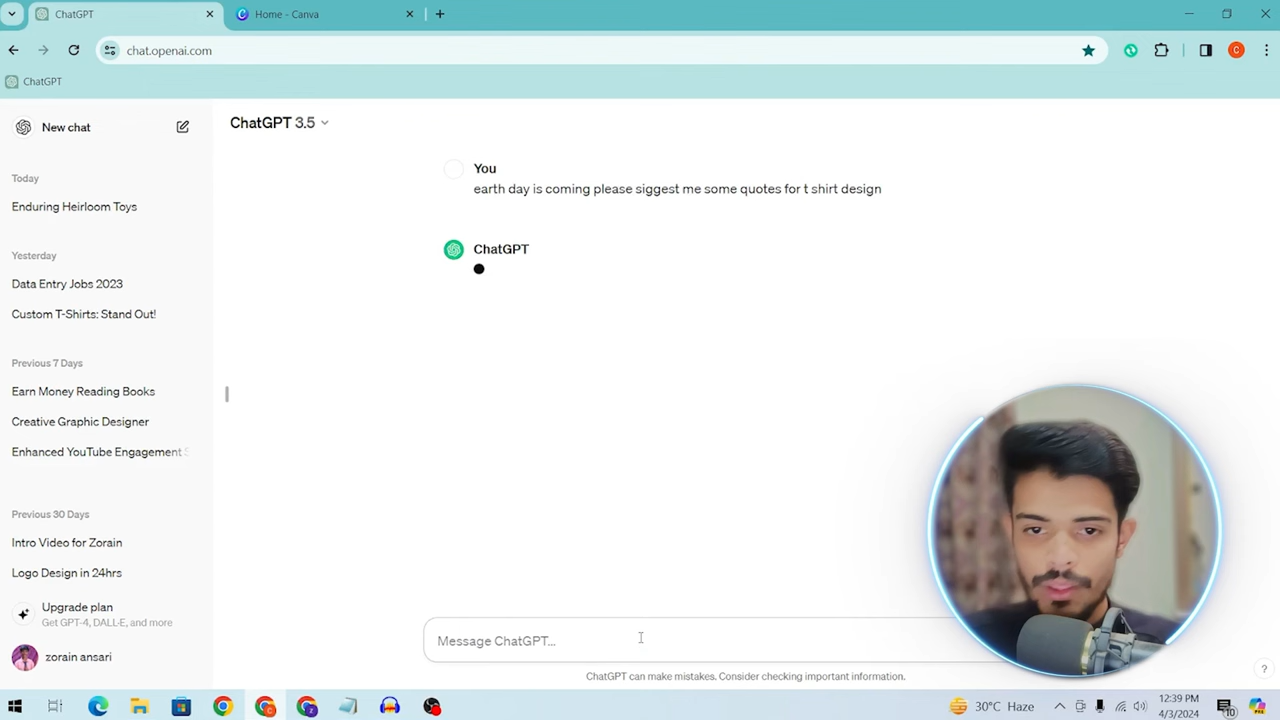 ChatGPT
Home - Canva
chat.openai.com
ChatGPT
New chat
ChatGPT 3.5
Today
Enduring Heirloom Toys
Yesterday
Data Entry Jobs 2023
Custom T-Shirts: Stand Out!
Previous 7 Days
Earn Money Reading Books
Creative Graphic Designer
Enhanced YouTube Engagement S
Previous 30 Days
Intro Video for Zorain
Logo Design in 24hrs
Upgrade plan
Get GPT-4, DALL·E, and more
zorain ansari
You
earth day is coming please siggest me some quotes for t shirt design
ChatGPT
Message ChatGPT...
ChatGPT can make mistakes. Consider checking important information.
?
30°C Haze
12:39 PM
4/3/2024
10